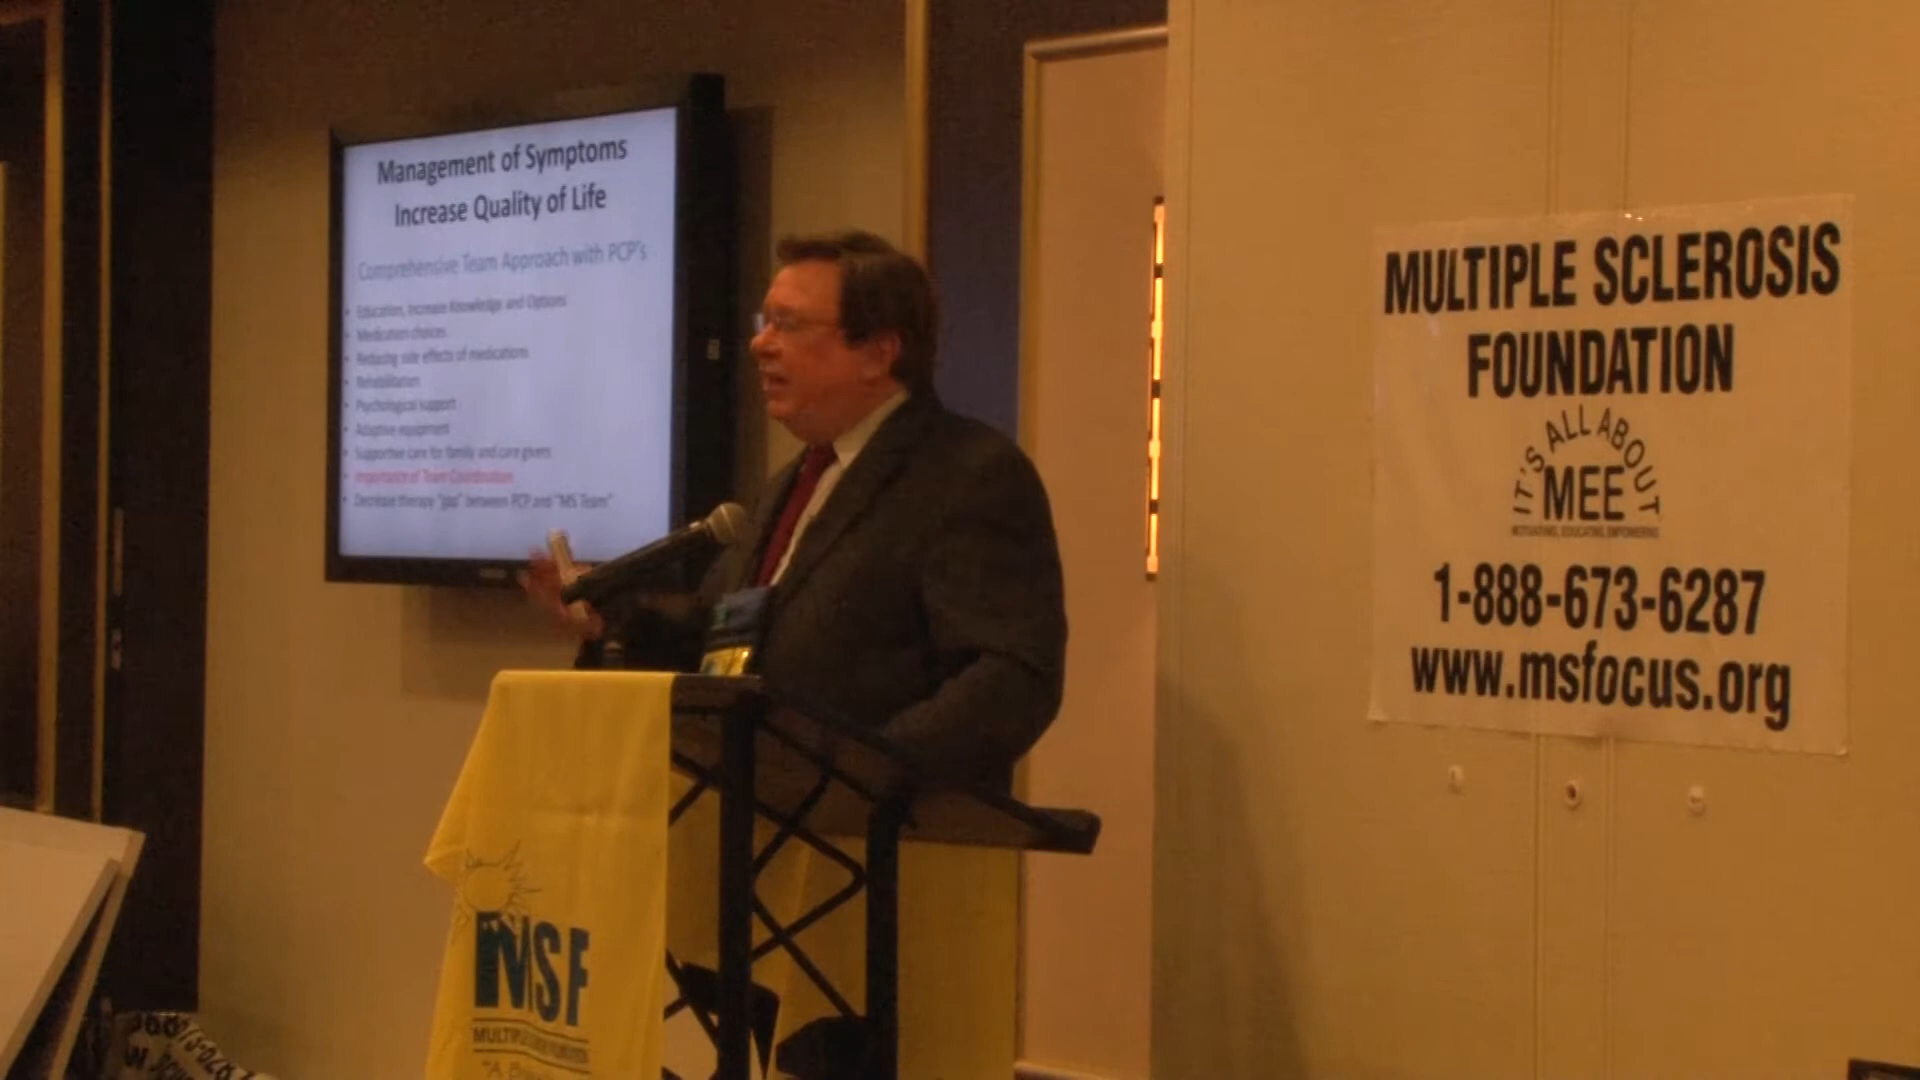 Management of Symptoms
Increase Quality of Life
Comprehensive Team Approach with PCP's
• Education, Increase Knowledge and Options
• Medication choices
• Reducing side effects of medications
• Rehabilitation
• Psychological support
• Adaptive equipment
• Supportive care for family and care givers
• Importance of Team Coordination
• Decrease therapy "gap" between PCP and "MS Team"
MULTIPLE SCLEROSIS
FOUNDATION
IT'S ALL ABOUT
MEE
MOTIVATING, EDUCATING, EMPOWERING
1-888-673-6287
www.msfocus.org
MSF